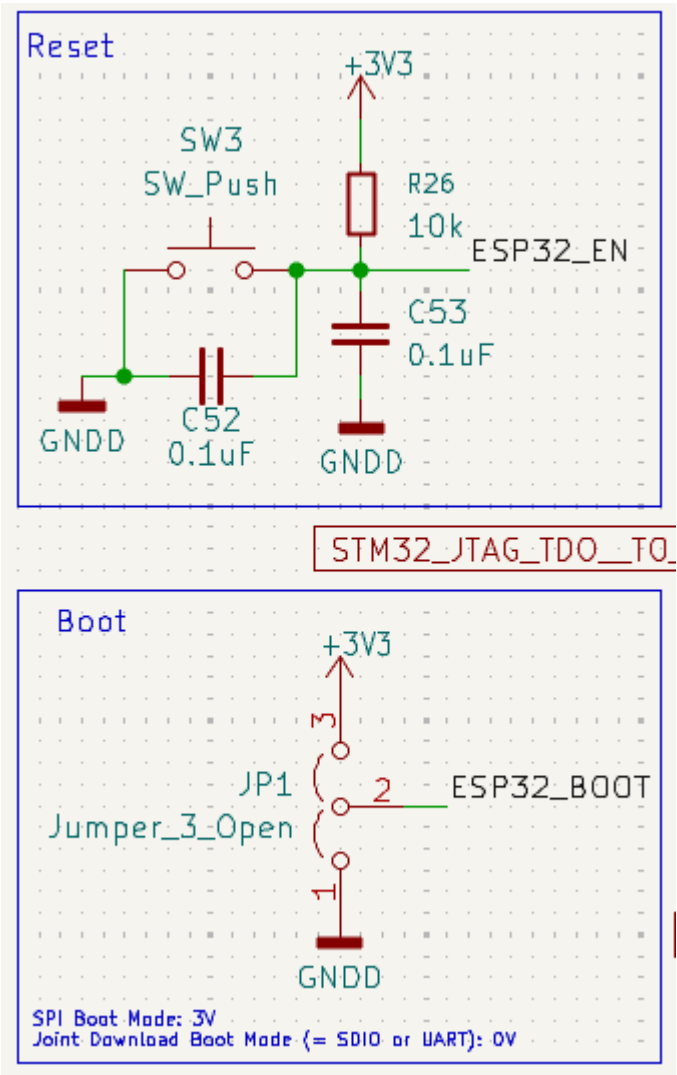 Reset
+3V3
SW3
SW_Push
R26
10k
ESP32_EN
C53
0.1uF
C52
0.1uF
GNDD
GNDD
STM32_JTAG_TDO__TO_
Boot
+3V3
3
JP1
Jumper_3_Open
2
ESP32_BOOT
1
GNDD
SPI Boot Mode: 3V
Joint Download Boot Mode (= SDIO or UART): 0V